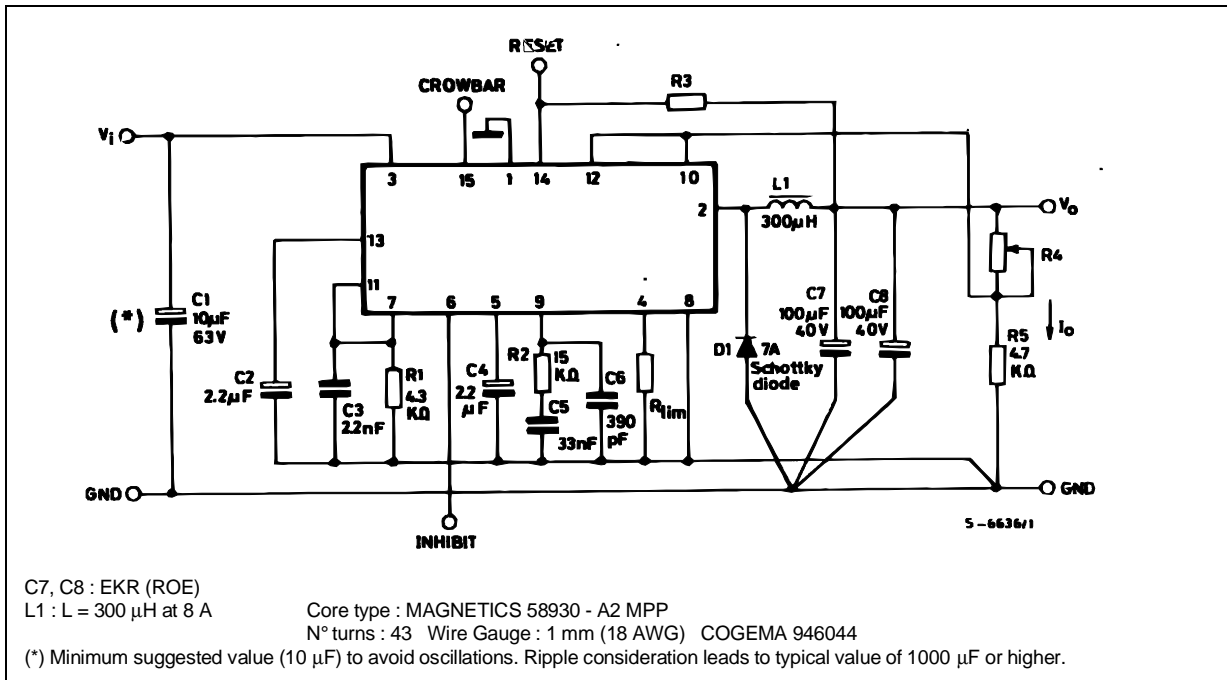 RESET
CROWBAR
R3
Vi
3
15
1
14
12
10
L1
300µH
2
Vo
13
11
7
6
5
9
4
8
R4
(*)
C1
10µF
63V
C7
100µF
40V
C8
100µF
40V
Io
R5
4.7
KΩ
D1
7A
Schottky
diode
C2
2.2µF
C3
2.2nF
R1
4.3
KΩ
C4
2.2
µF
R2
15
KΩ
C5
33nF
C6
390
pF
Rlim
GND
GND
INHIBIT
S-6636/1
C7, C8 : EKR (ROE)
L1 : L = 300 µH at 8 A Core type : MAGNETICS 58930 - A2 MPP
N° turns : 43 Wire Gauge : 1 mm (18 AWG) COGEMA 946044
(*) Minimum suggested value (10 µF) to avoid oscillations. Ripple consideration leads to typical value of 1000 µF or higher.